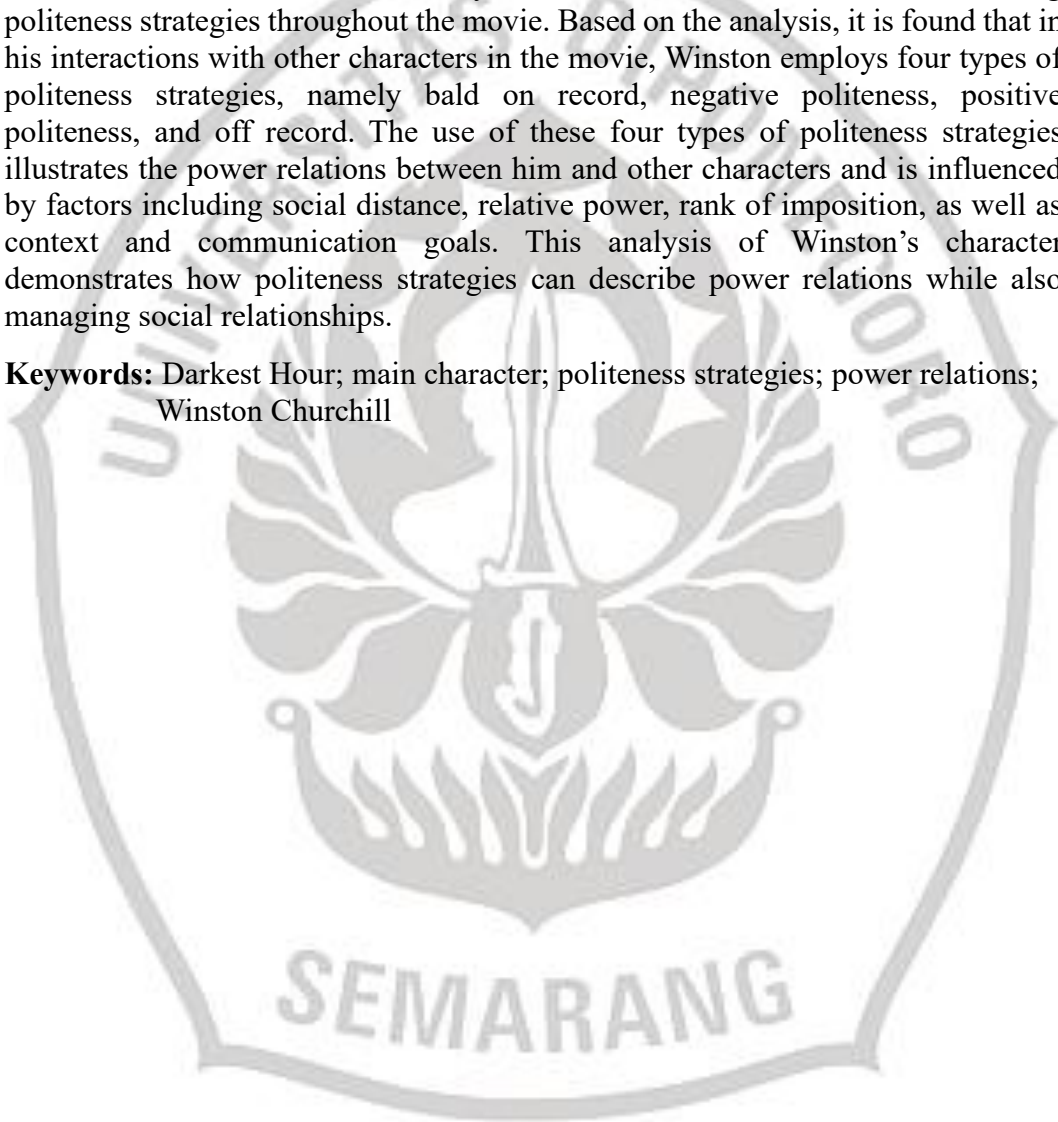 politeness strategies throughout the movie. Based on the analysis, it is found that in
his interactions with other characters in the movie, Winston employs four types of
politeness strategies, namely bald on record, negative politeness, positive
politeness, and off record. The use of these four types of politeness strategies
illustrates the power relations between him and other characters and is influenced
by factors including social distance, relative power, rank of imposition, as well as
context and communication goals. This analysis of Winston’s character
demonstrates how politeness strategies can describe power relations while also
managing social relationships.
Keywords: Darkest Hour; main character; politeness strategies; power relations;
Winston Churchill
UNIVERSITAS DIPONEGORO
SEMARANG